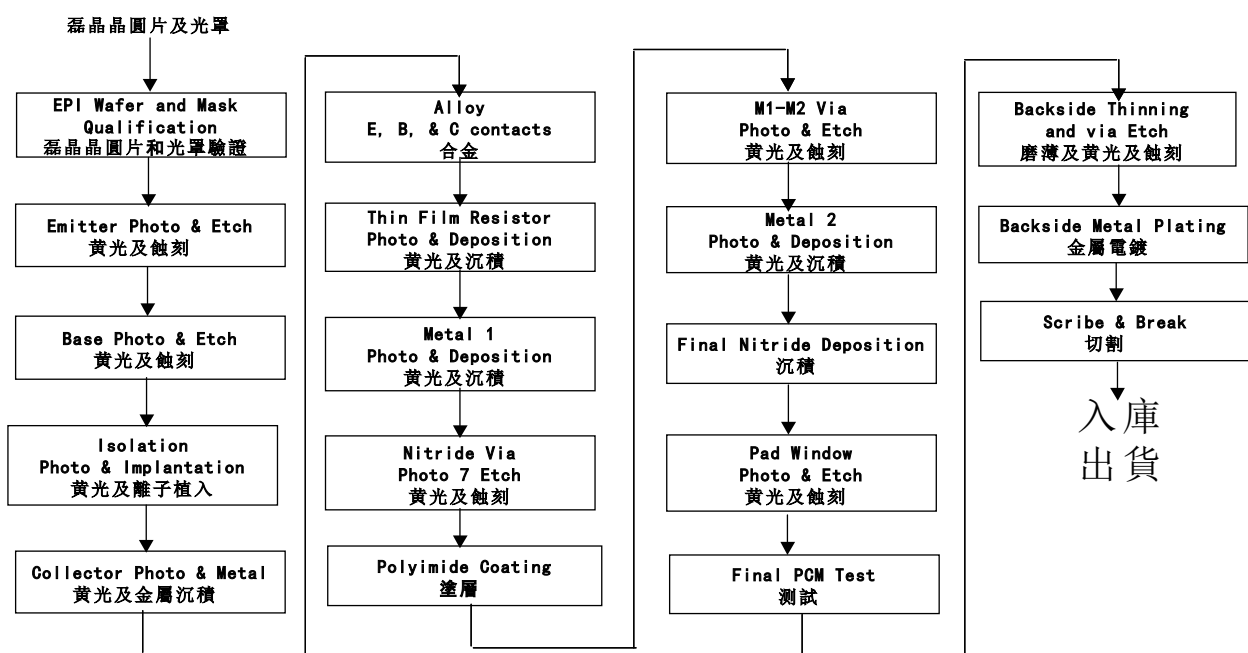 磊晶晶圓片及光罩
EPI Wafer and Mask
Qualification
磊晶晶圓片和光罩驗證
Emitter Photo & Etch
黃光及蝕刻
Base Photo & Etch
黃光及蝕刻
Isolation
Photo & Implantation
黃光及離子植入
Collector Photo & Metal
黃光及金屬沉積
Alloy
E, B, & C contacts
合金
Thin Film Resistor
Photo & Deposition
黃光及沉積
Metal 1
Photo & Deposition
黃光及沉積
Nitride Via
Photo 7 Etch
黃光及蝕刻
Polyimide Coating
塗層
M1-M2 Via
Photo & Etch
黃光及蝕刻
Metal 2
Photo & Deposition
黃光及沉積
Final Nitride Deposition
沉積
Pad Window
Photo & Etch
黃光及蝕刻
Final PCM Test
測試
Backside Thinning
and via Etch
磨薄及黃光及蝕刻
Backside Metal Plating
金屬電鍍
Scribe & Break
切割
入庫
出貨